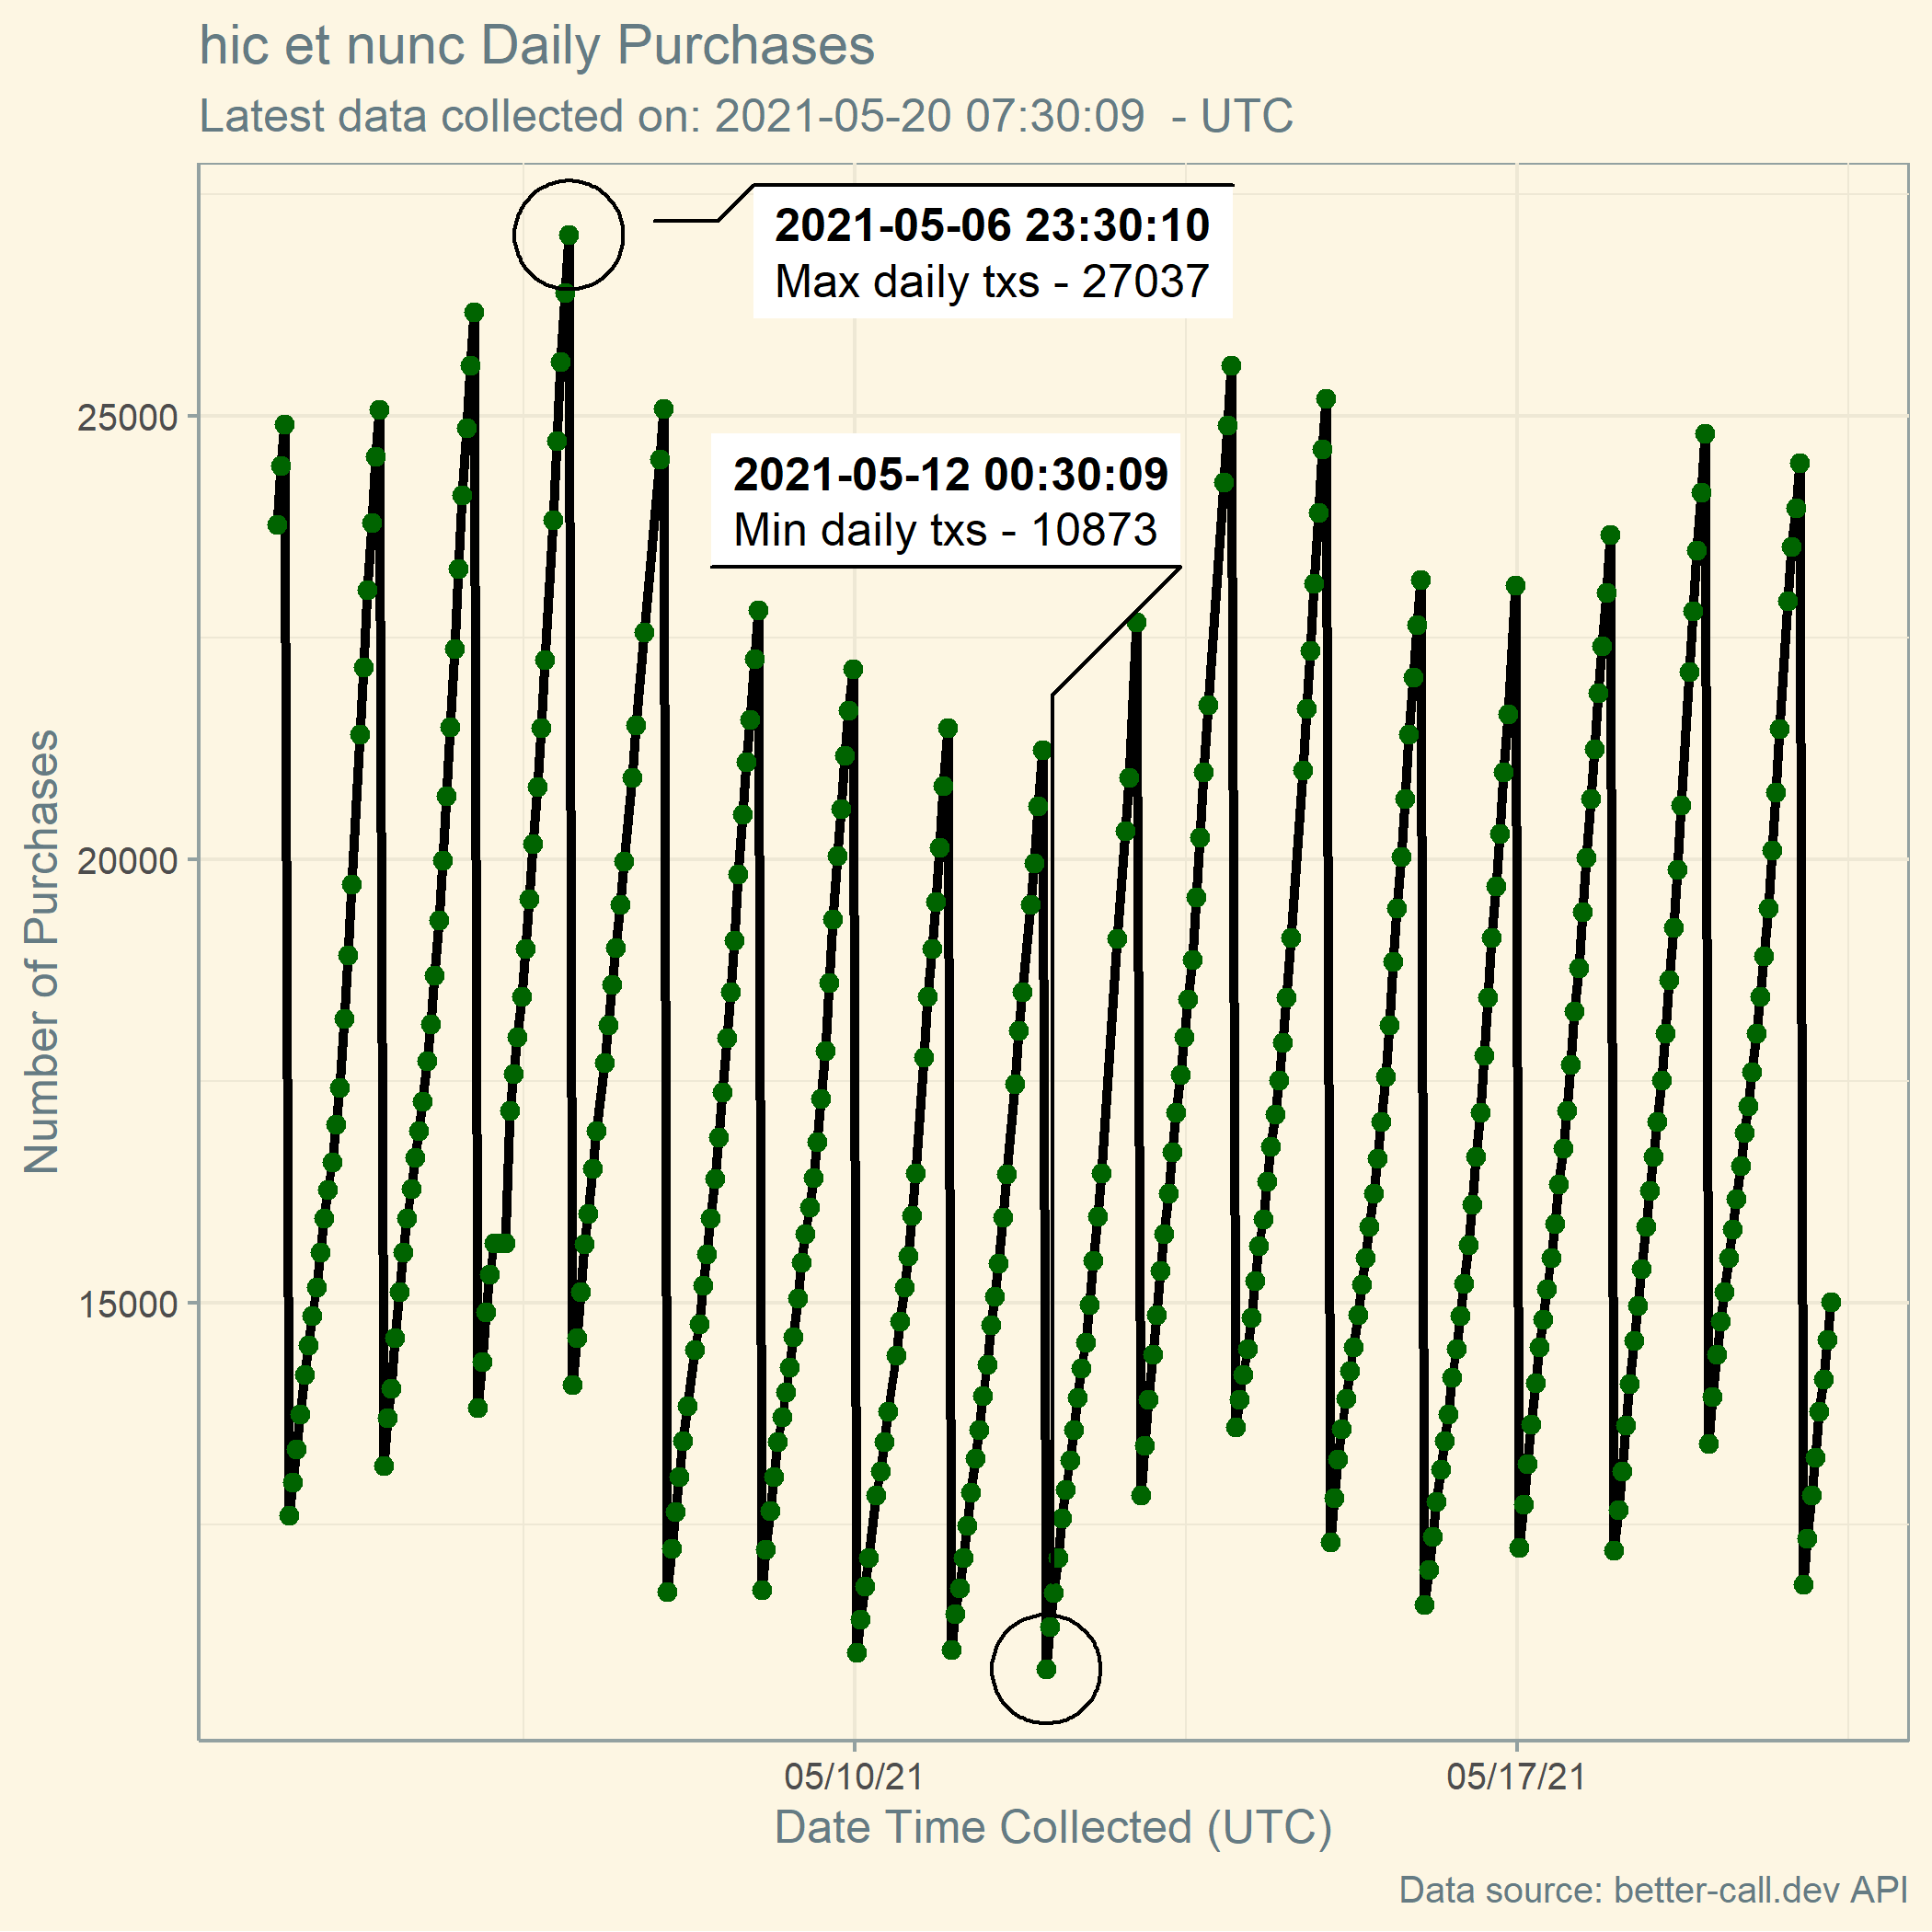 hic et nunc Daily Purchases
Latest data collected on: 2021-05-20 07:30:09  - UTC
2021-05-06 23:30:10
Max daily txs - 27037
2021-05-12 00:30:09
Min daily txs - 10873
Number of Purchases
25000
20000
15000
05/10/21
05/17/21
Date Time Collected (UTC)
Data source: better-call.dev API